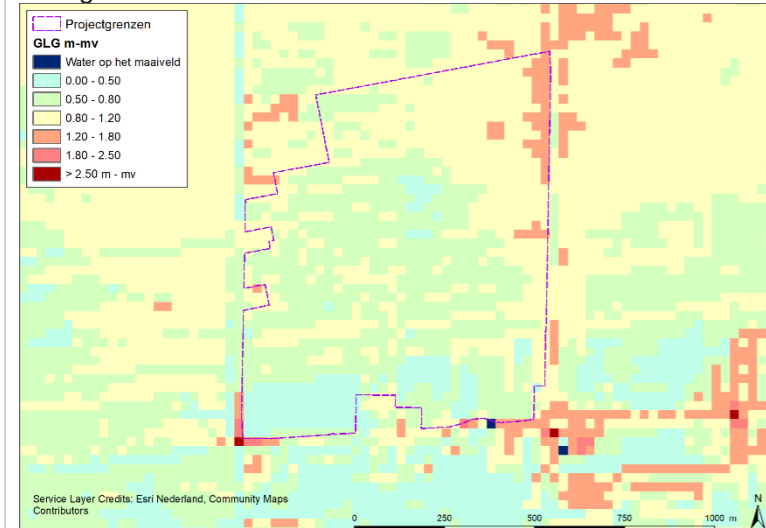 Projectgrenzen
GLG m-mv
Water op het maaiveld
0.00 - 0.50
0.50 - 0.80
0.80 - 1.20
1.20 - 1.80
1.80 - 2.50
> 2.50 m - mv
Service Layer Credits: Esri Nederland, Community Maps
Contributors
N
0 250 500 750 1000 m